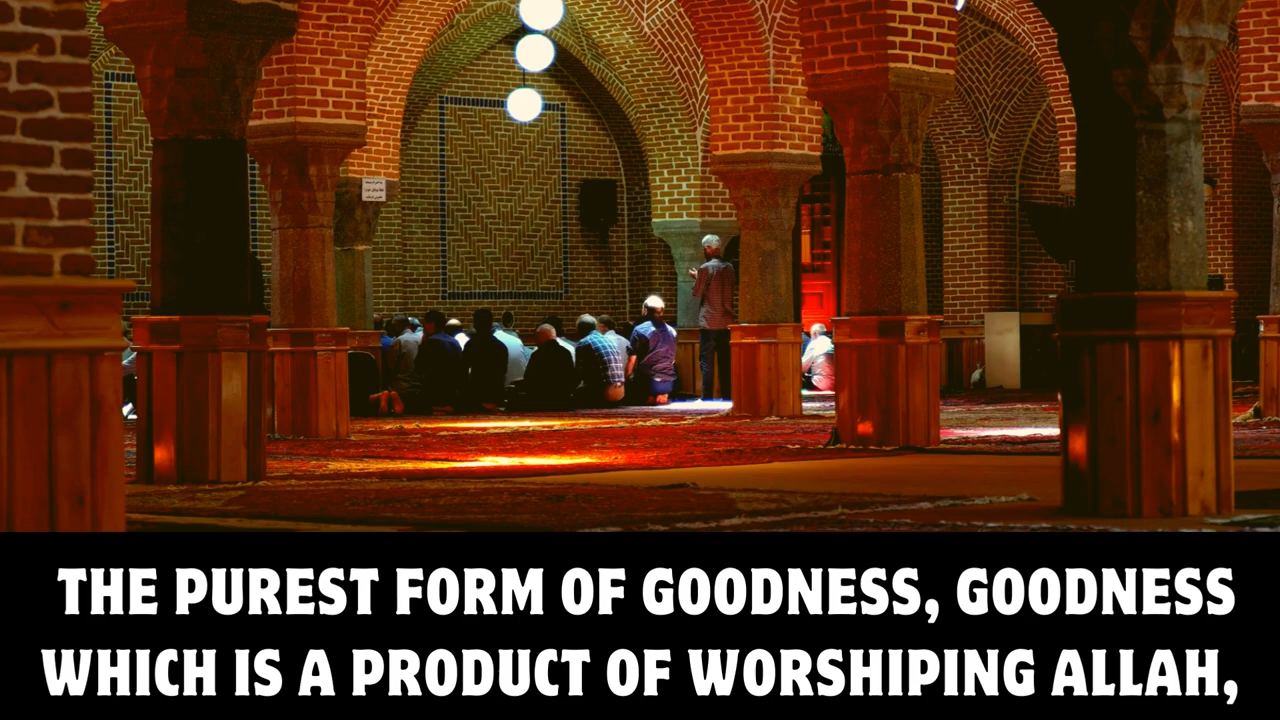 THE PUREST FORM OF GOODNESS, GOODNESS
WHICH IS A PRODUCT OF WORSHIPING ALLAH,